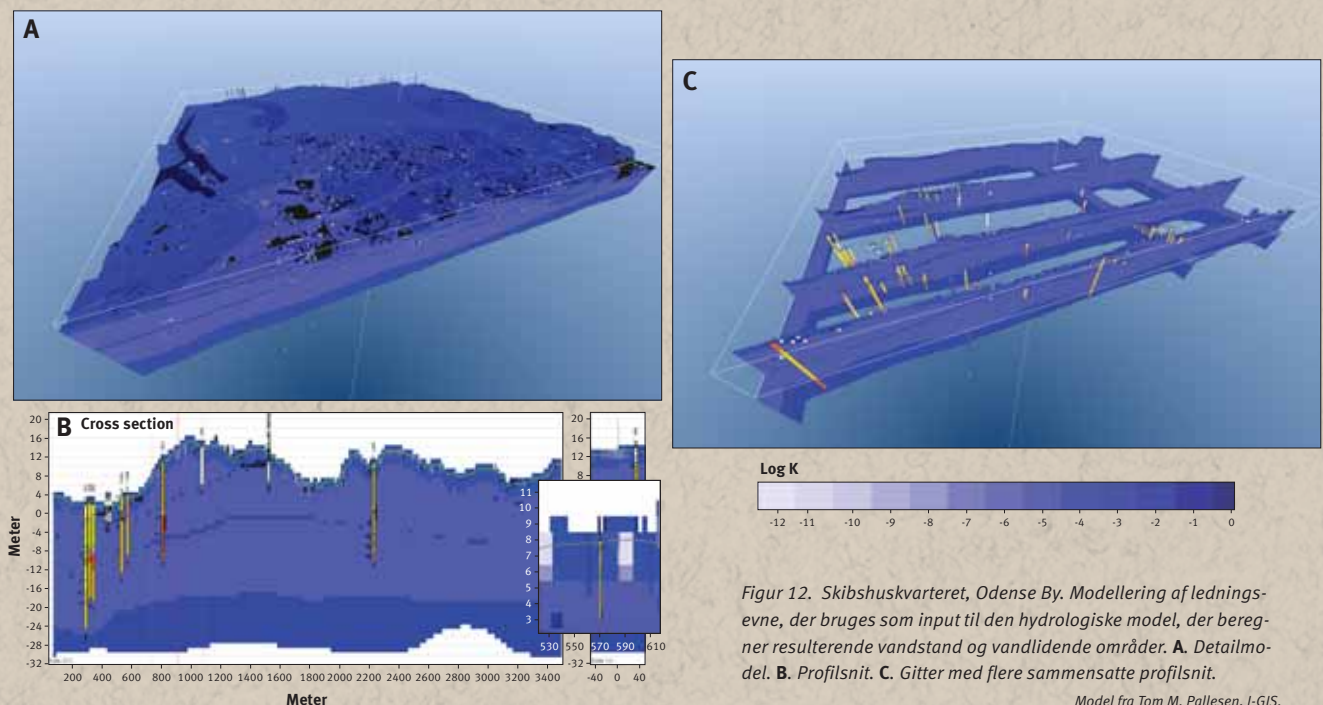 A
C
B Cross section
20
16
12
8
4
0
-4
-8
-12
-16
-20
-24
-28
-32
Meter
200 400 600 800 1000 1200 1400 1600 1800 2000 2200 2400 2600 2800 3000 3200 3400
Meter
11
10
9
8
7
6
5
4
3
530 550 570 590 610
20
16
12
8
-32
-40 0 40
Log K
-12 -11 -10 -9 -8 -7 -6 -5 -4 -3 -2 -1 0
Figur 12. Skibshuskvarteret, Odense By. Modellering af lednings-
evne, der bruges som input til den hydrologiske model, der bereg-
ner resulterende vandstand og vandlidende områder. A. Detailmo-
del. B. Profilsnit. C. Gitter med flere sammensatte profilsnit.
Model fra Tom M. Pallesen, I-GIS.